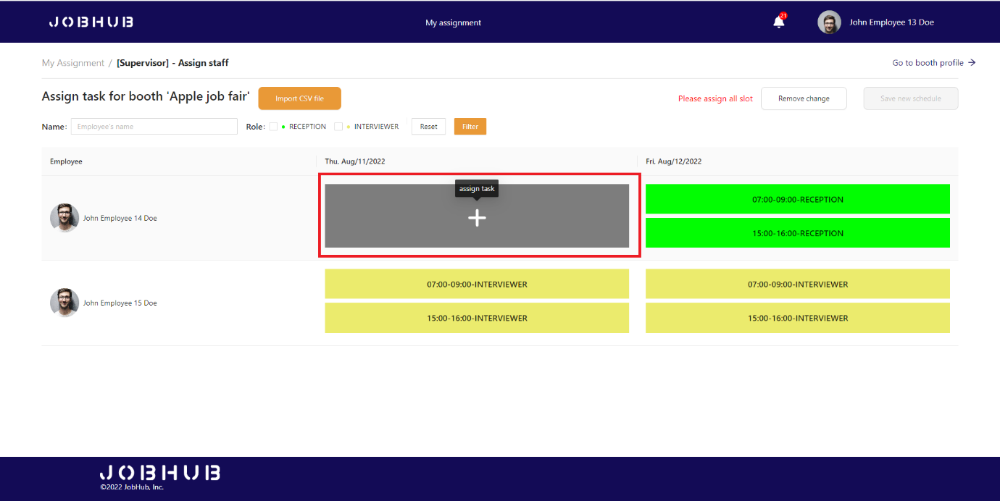 JOBHUB
My assignment
21
John Employee 13 Doe
My Assignment / [Supervisor] - Assign staff
Go to booth profile
Assign task for booth 'Apple job fair'
Import CSV file
Please assign all slot
Remove change
Save new schedule
Name:
Employee's name
Role:
RECEPTION
INTERVIEWER
Reset
Filter
Employee
Thu. Aug/11/2022
Fri. Aug/12/2022
John Employee 14 Doe
assign task
07:00-09:00-RECEPTION
15:00-16:00-RECEPTION
John Employee 15 Doe
07:00-09:00-INTERVIEWER
15:00-16:00-INTERVIEWER
07:00-09:00-INTERVIEWER
15:00-16:00-INTERVIEWER
JOBHUB
©2022 JobHub, Inc.